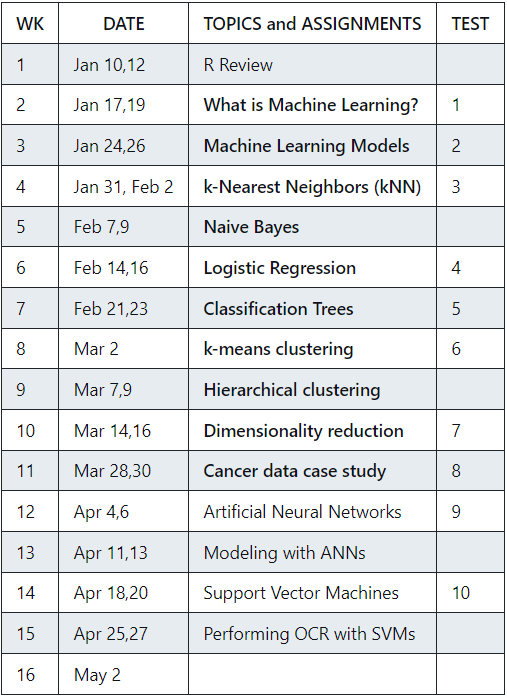 WK DATE TOPICS and ASSIGNMENTS TEST
1 Jan 10,12 R Review
2 Jan 17,19 What is Machine Learning? 1
3 Jan 24,26 Machine Learning Models 2
4 Jan 31, Feb 2 k-Nearest Neighbors (kNN) 3
5 Feb 7,9 Naive Bayes
6 Feb 14,16 Logistic Regression 4
7 Feb 21,23 Classification Trees 5
8 Mar 2 k-means clustering 6
9 Mar 7,9 Hierarchical clustering
10 Mar 14,16 Dimensionality reduction 7
11 Mar 28,30 Cancer data case study 8
12 Apr 4,6 Artificial Neural Networks 9
13 Apr 11,13 Modeling with ANNs
14 Apr 18,20 Support Vector Machines 10
15 Apr 25,27 Performing OCR with SVMs
16 May 2